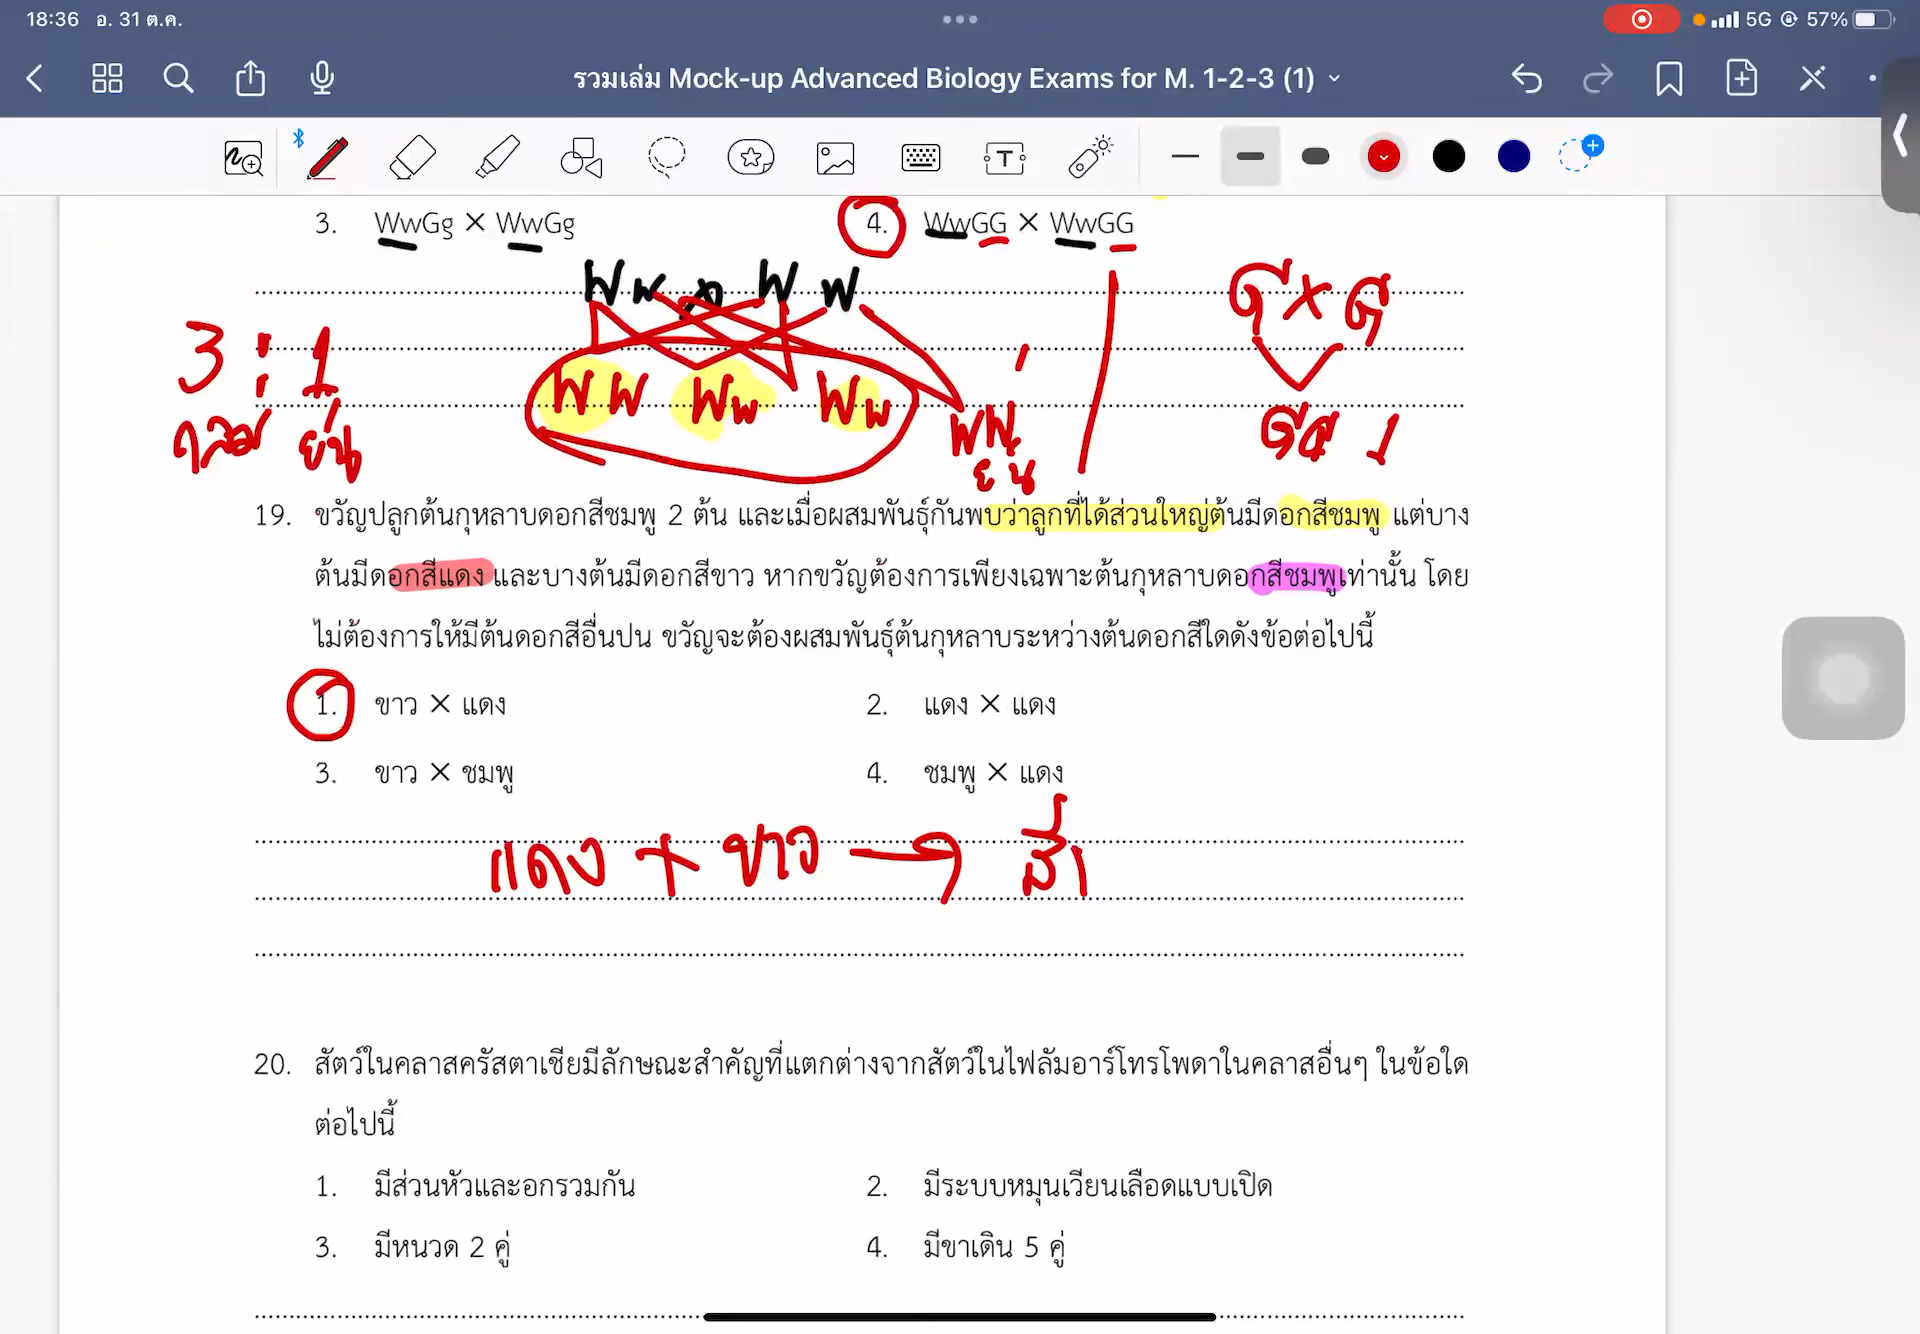 18:36 อ. 31 ต.ค.
5G 57%
รวมเล่ม Mock-up Advanced Biology Exams for M. 1-2-3 (1)
3. WwGg × WwGg
4. WwGG × WwGG
W w x W w
ดี × ดี
3 : 1
WW Ww Ww ww
1
19. ขวัญปลูกต้นกุหลาบดอกสีชมพู 2 ต้น และเมื่อผสมพันธุ์กันพบว่าลูกที่ได้ส่วนใหญ่ต้นมีดอกสีชมพู แต่บาง
ต้นมีดอกสีแดง และบางต้นมีดอกสีขาว หากขวัญต้องการเพียงเฉพาะต้นกุหลาบดอกสีชมพูเท่านั้น โดย
ไม่ต้องการให้มีต้นดอกสีอื่นปน ขวัญจะต้องผสมพันธุ์ต้นกุหลาบระหว่างต้นดอกสีใดดังข้อต่อไปนี้
1. ขาว × แดง
2. แดง × แดง
3. ขาว × ชมพู
4. ชมพู × แดง
แดง + ขาว → สี
20. สัตว์ในคลาสครัสตาเซียมีลักษณะสำคัญที่แตกต่างจากสัตว์ในไฟลัมอาร์โทรโพดาในคลาสอื่นๆ ในข้อใด
ต่อไปนี้
1. มีส่วนหัวและอกรวมกัน
2. มีระบบหมุนเวียนเลือดแบบเปิด
3. มีหนวด 2 คู่
4. มีขาเดิน 5 คู่